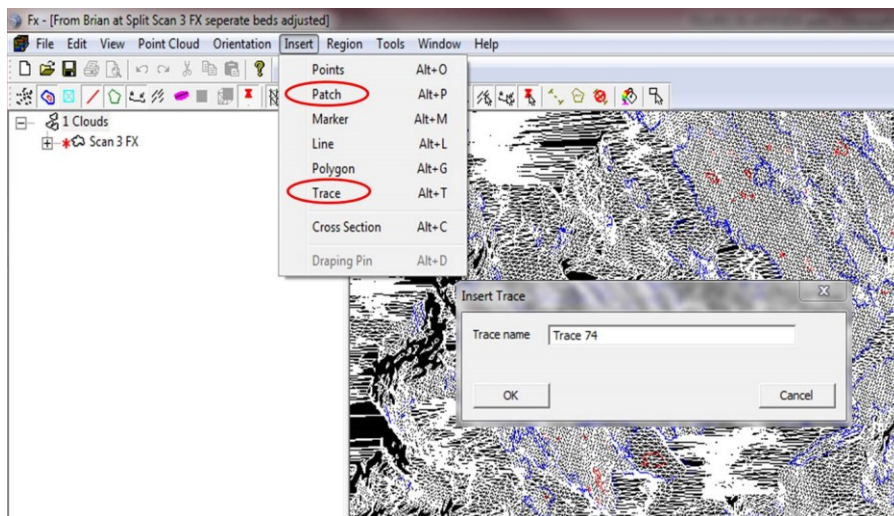 Fx - [From Brian at Split Scan 3 FX seperate beds adjusted]
File Edit View Point Cloud Orientation Insert Region Tools Window Help
Points Alt+O
Patch Alt+P
Marker Alt+M
Line Alt+L
Polygon Alt+G
Trace Alt+T
Cross Section Alt+C
Draping Pin Alt+D
1 Clouds
Scan 3 FX
Insert Trace
Trace name Trace 74
OK Cancel